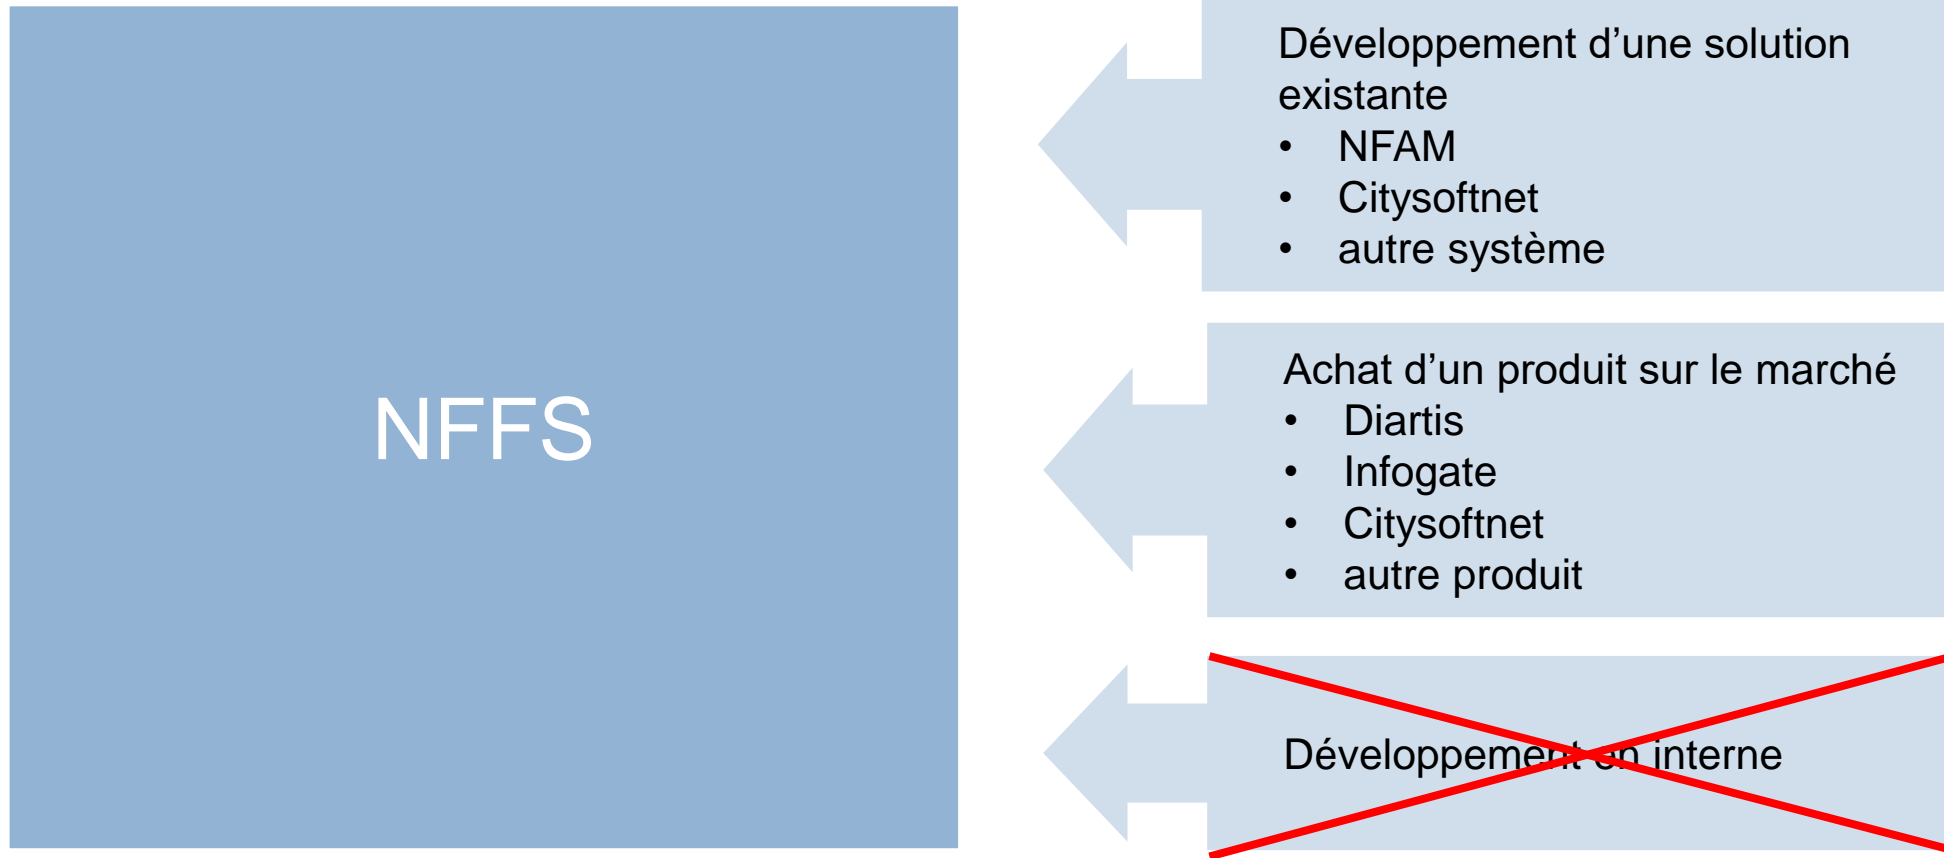 NFFS
Développement d’une solution
existante
• NFAM
• Citysoftnet
• autre système
Achat d’un produit sur le marché
• Diartis
• Infogate
• Citysoftnet
• autre produit
Développement en interne